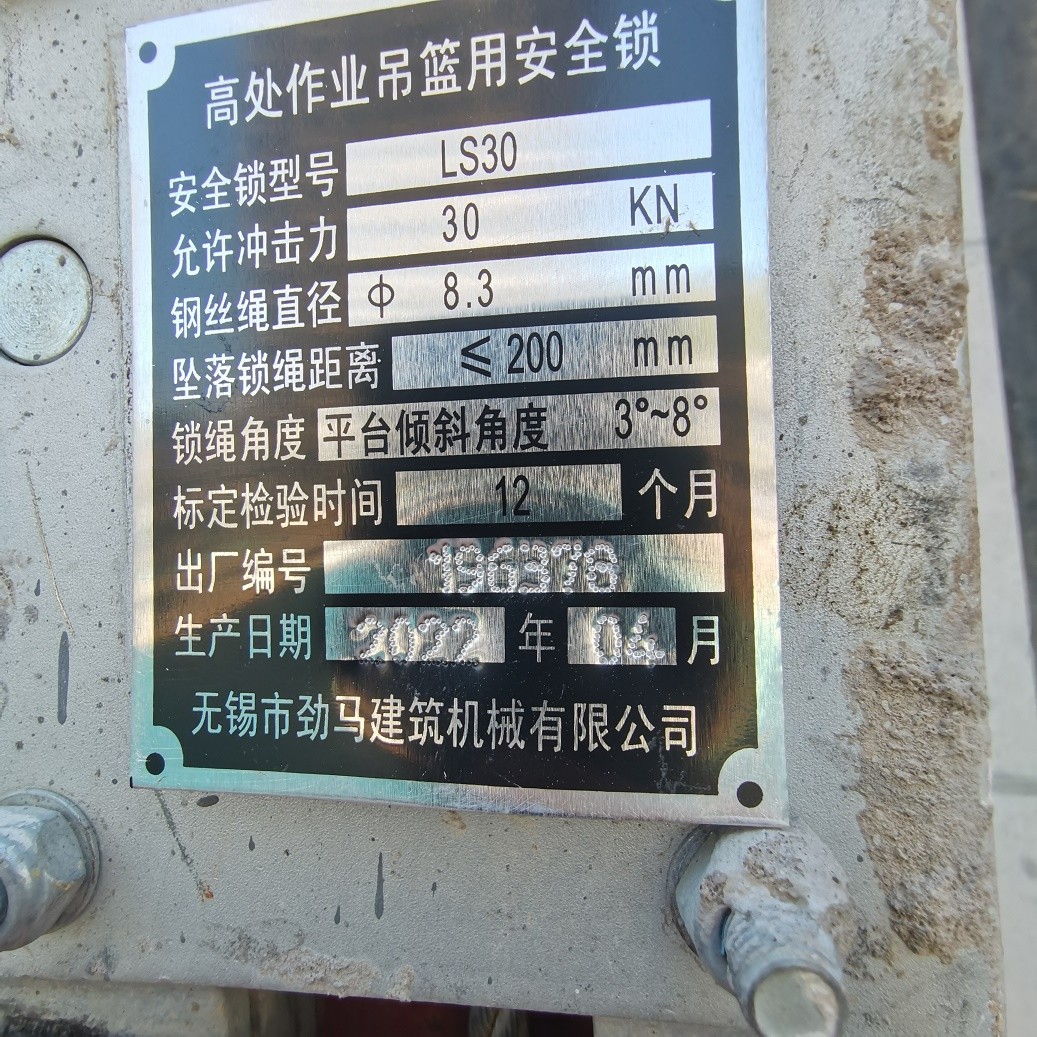 高处作业吊篮用安全锁
安全锁型号 LS30
允许冲击力 30 KN
钢丝绳直径 ф 8.3 mm
坠落锁绳距离 ≤200 mm
锁绳角度 平台倾斜角度 3°~8°
标定检验时间 12 个月
出厂编号 196978
生产日期 2022 年 04 月
无锡市劲马建筑机械有限公司